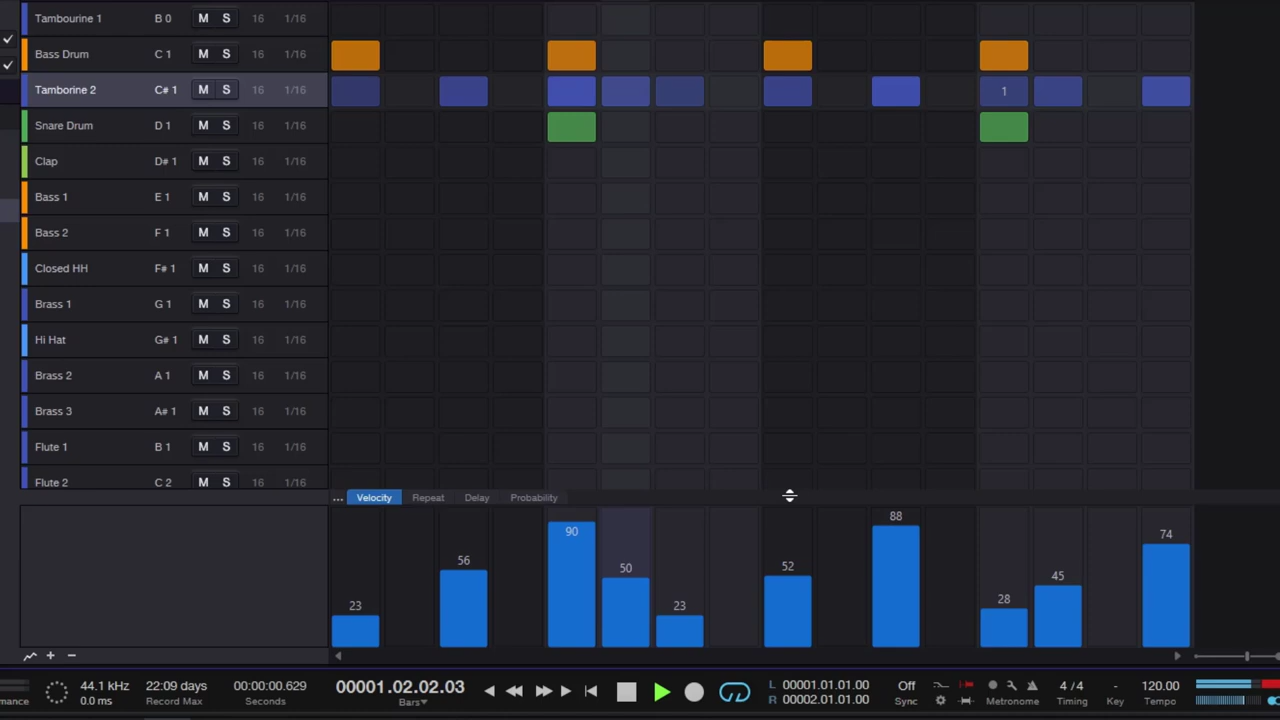 Tambourine 1 B 0 M S 16 1/16
Bass Drum C 1 M S 16 1/16
Tamborine 2 C# 1 M S 16 1/16 1
Snare Drum D 1 M S 16 1/16
Clap D# 1 M S 16 1/16
Bass 1 E 1 M S 16 1/16
Bass 2 F 1 M S 16 1/16
Closed HH F# 1 M S 16 1/16
Brass 1 G 1 M S 16 1/16
Hi Hat G# 1 M S 16 1/16
Brass 2 A 1 M S 16 1/16
Brass 3 A# 1 M S 16 1/16
Flute 1 B 1 M S 16 1/16
Flute 2 C 2 M S 16 1/16
... Velocity Repeat Delay Probability
23 56 90 50 23 52 88 28 45 74
44.1 kHz 22:09 days 00:00:00.629 00001.02.02.03 L 00001.01.01.00 Off 4 / 4 - 120.00
mance 0.0 ms Record Max Seconds Bars R 00002.01.01.00 Sync Metronome Timing Key Tempo